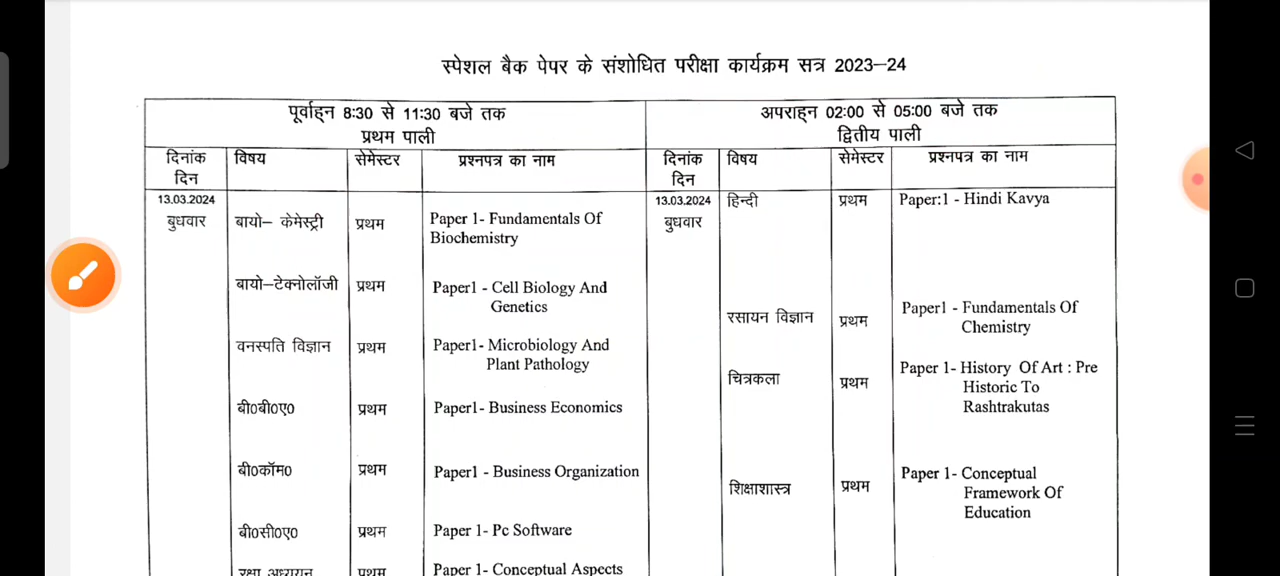 स्पेशल बैक पेपर के संशोधित परीक्षा कार्यक्रम सत्र 2023–24
पूर्वाहन 8:30 से 11:30 बजे तक
प्रथम पाली
अपराहन 02:00 से 05:00 बजे तक
द्वितीय पाली
दिनांक
दिन
विषय
सेमेस्टर
प्रश्नपत्र का नाम
दिनांक
दिन
विषय
सेमेस्टर
प्रश्नपत्र का नाम
13.03.2024
बुधवार
बायो– केमेस्ट्री
प्रथम
Paper 1- Fundamentals Of
Biochemistry
बायो–टेक्नोलॉजी
प्रथम
Paper1 - Cell Biology And
Genetics
वनस्पति विज्ञान
प्रथम
Paper1- Microbiology And
Plant Pathology
बी0बी0ए0
प्रथम
Paper1- Business Economics
बी0कॉम0
प्रथम
Paper1 - Business Organization
बी0सी0ए0
प्रथम
Paper 1- Pc Software
रक्षा अध्ययन
प्रथम
Paper 1- Conceptual Aspects
13.03.2024
बुधवार
हिन्दी
प्रथम
Paper:1 - Hindi Kavya
रसायन विज्ञान
प्रथम
Paper1 - Fundamentals Of
Chemistry
चित्रकला
प्रथम
Paper 1- History Of Art : Pre
Historic To
Rashtrakutas
शिक्षाशास्त्र
प्रथम
Paper 1- Conceptual
Framework Of
Education